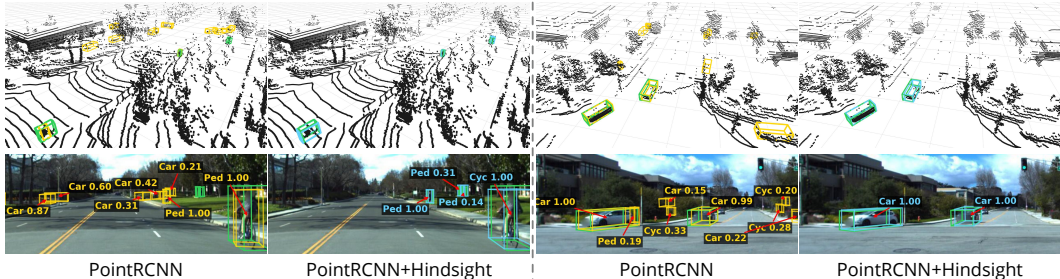 Car 0.21
Car 0.60
Car 0.42
Ped 1.00
Car 0.87
Car 0.31
Ped 1.00
Ped 0.31
Cyc 1.00
Ped 1.00
Ped 0.14
Car 1.00
Car 0.15
Cyc 0.20
Car 0.99
Ped 0.19
Cyc 0.33
Car 0.22
Cyc 0.28
Car 1.00
Car 1.00
PointRCNN
PointRCNN+Hindsight
PointRCNN
PointRCNN+Hindsight